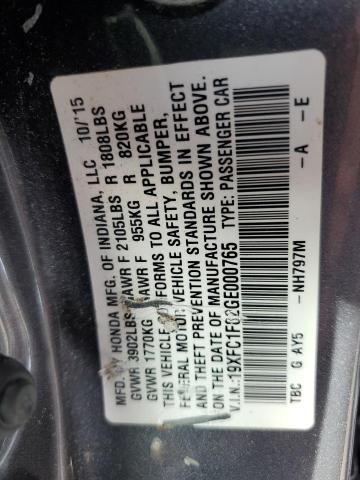 MFD. BY HONDA MFG. OF INDIANA, LLC 10/15
GVWR 3902LBS GAWR F 2105LBS R 1808LBS
GVWR 1770KG GAWR F 955KG R 820KG
THIS VEHICLE CONFORMS TO ALL APPLICABLE
FEDERAL MOTOR VEHICLE SAFETY, BUMPER,
AND THEFT PREVENTION STANDARDS IN EFFECT
ON THE DATE OF MANUFACTURE SHOWN ABOVE.
V.I.N.:19XFC1F82GE000765 TYPE: PASSENGER CAR
TBC G AY5 - NH797M - A - E